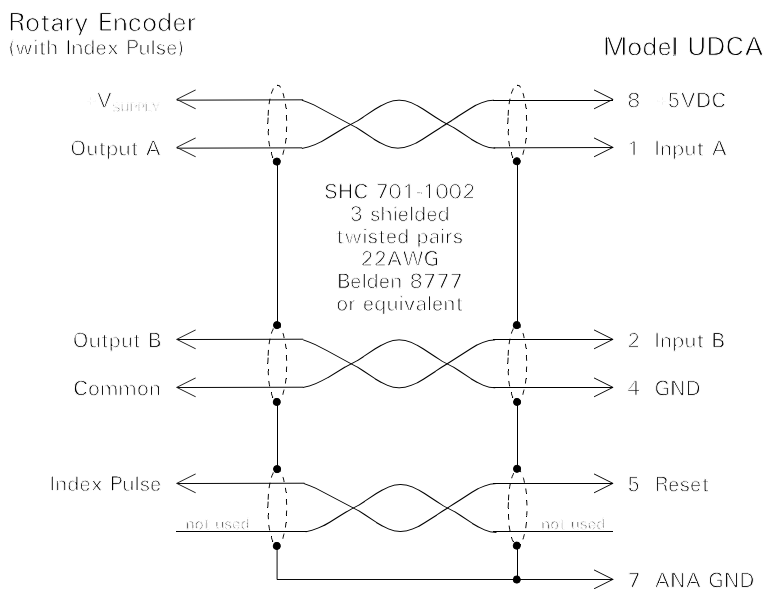 Rotary Encoder
(with Index Pulse)
Model UDCA
V SUPPLY
8 5VDC
Output A
1 Input A
SHC 701-1002
3 shielded
twisted pairs
22AWG
Belden 8777
or equivalent
Output B
2 Input B
Common
4 GND
Index Pulse
5 Reset
not used
not used
7 ANA GND